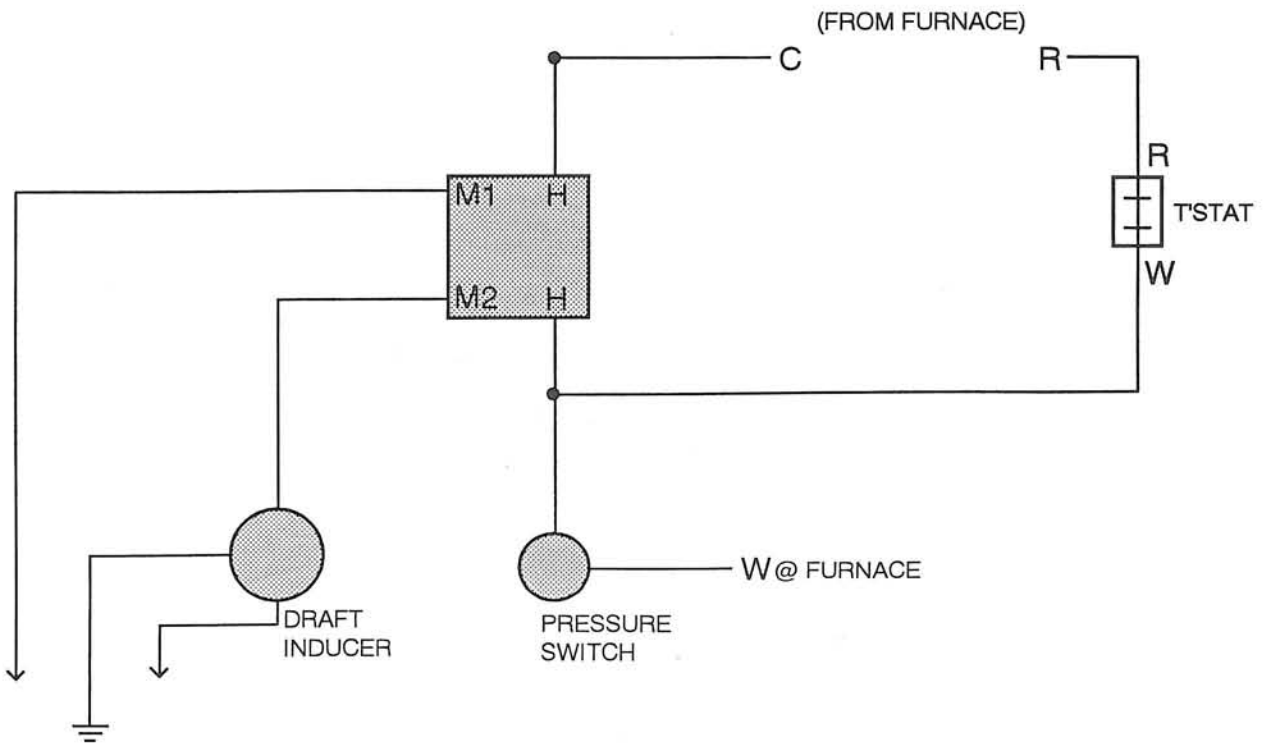 (FROM FURNACE)
C
R
R
M1
H
T'STAT
W
M2
H
W @ FURNACE
DRAFT
INDUCER
PRESSURE
SWITCH